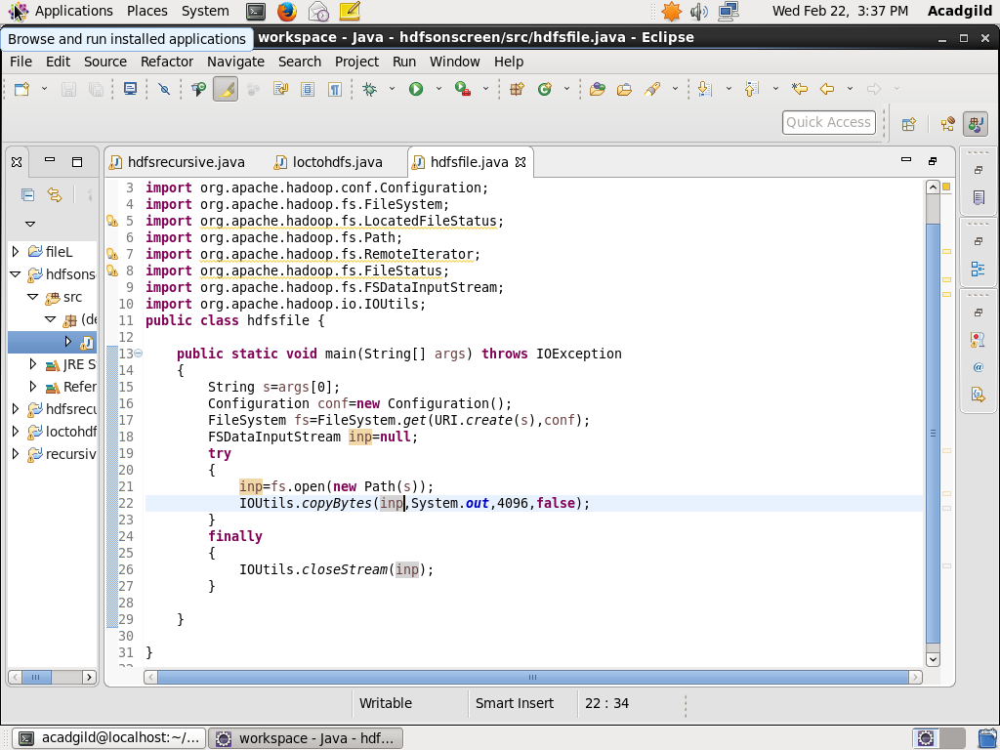 Applications Places System Wed Feb 22, 3:37 PM Acadgild
Browse and run installed applications
workspace - Java - hdfsonscreen/src/hdfsfile.java - Eclipse
File Edit Source Refactor Navigate Search Project Run Window Help
Quick Access
hdfsrecursive.java loctohdfs.java hdfsfile.java
fileL
hdfsons
src
(de
JRE S
Refer
hdfsrecu
loctohdf
recursiv
3 import org.apache.hadoop.conf.Configuration;
4 import org.apache.hadoop.fs.FileSystem;
5 import org.apache.hadoop.fs.LocatedFileStatus;
6 import org.apache.hadoop.fs.Path;
7 import org.apache.hadoop.fs.RemoteIterator;
8 import org.apache.hadoop.fs.FileStatus;
9 import org.apache.hadoop.fs.FSDataInputStream;
10 import org.apache.hadoop.io.IOUtils;
11 public class hdfsfile {
12
13 public static void main(String[] args) throws IOException
14 {
15 String s=args[0];
16 Configuration conf=new Configuration();
17 FileSystem fs=FileSystem.get(URI.create(s),conf);
18 FSDataInputStream inp=null;
19 try
20 {
21 inp=fs.open(new Path(s));
22 IOUtils.copyBytes(inp,System.out,4096,false);
23 }
24 finally
25 {
26 IOUtils.closeStream(inp);
27 }
28
29 }
30
31 }
Writable Smart Insert 22 : 34
acadgild@localhost:~/... workspace - Java - hdf...